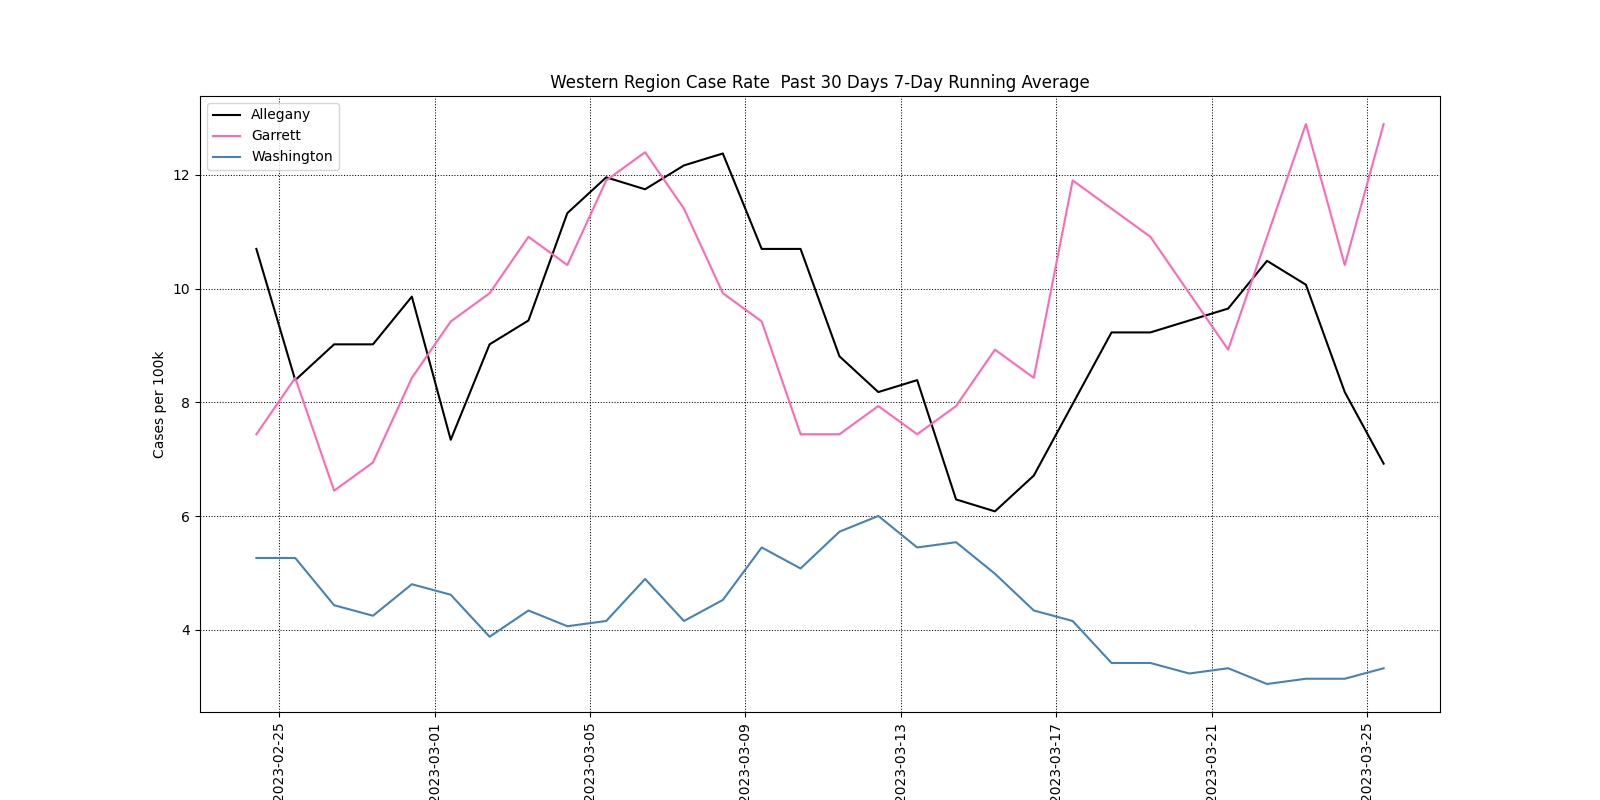 Western Region Case Rate  Past 30 Days 7-Day Running Average
Allegany
Garrett
Washington
Cases per 100k
12
10
8
6
4
2023-02-25
2023-03-01
2023-03-05
2023-03-09
2023-03-13
2023-03-17
2023-03-21
2023-03-25